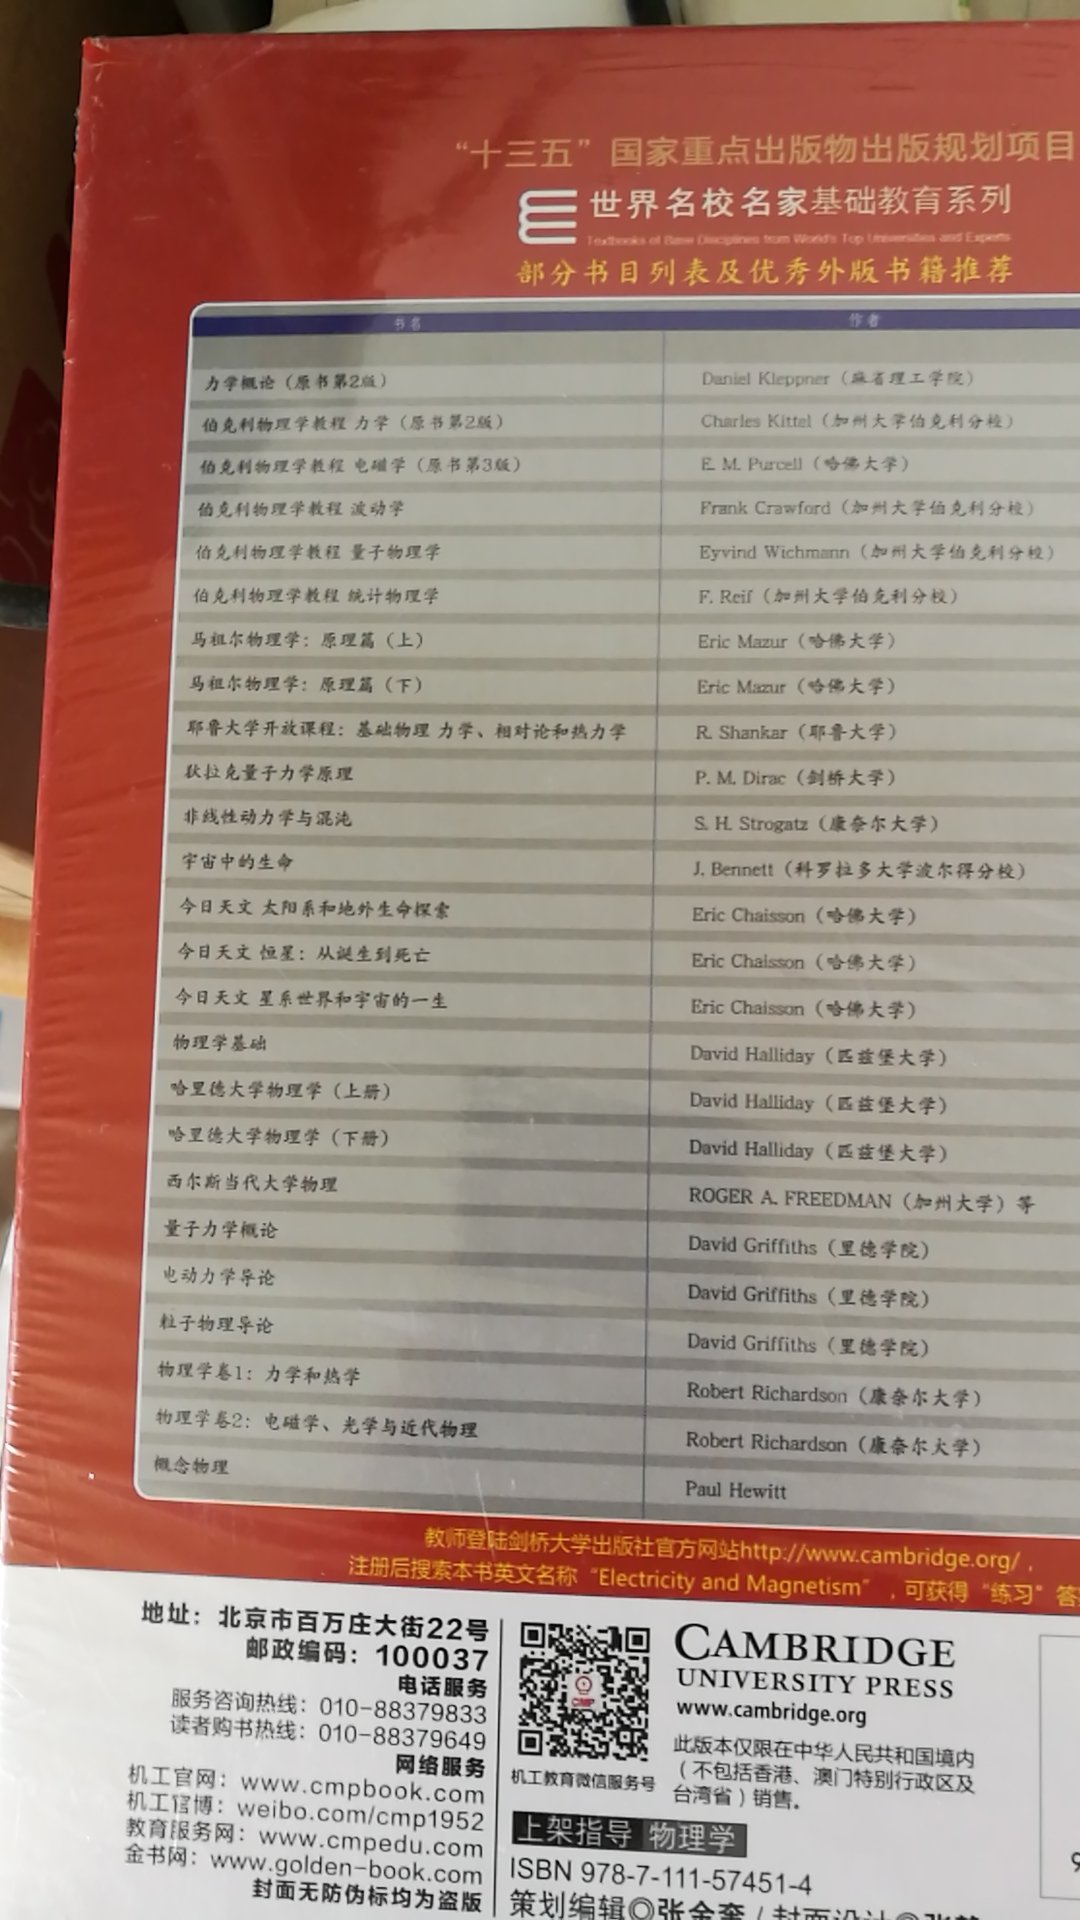 “十三五”国家重点出版物出版规划项目
世界名校名家基础教育系列
Textbooks of Base Disciplines from World's Top Universities and Experts
部分书目列表及优秀外版书籍推荐
书名 作者
力学概论（原书第2版） Daniel Kleppner（麻省理工学院）
伯克利物理学教程 力学（原书第2版） Charles Kittel（加州大学伯克利分校）
伯克利物理学教程 电磁学（原书第3版） E. M. Purcell（哈佛大学）
伯克利物理学教程 波动学 Frank Crawford（加州大学伯克利分校）
伯克利物理学教程 量子物理学 Eyvind Wichmann（加州大学伯克利分校）
伯克利物理学教程 统计物理学 F. Reif（加州大学伯克利分校）
马祖尔物理学：原理篇（上） Eric Mazur（哈佛大学）
马祖尔物理学：原理篇（下） Eric Mazur（哈佛大学）
耶鲁大学开放课程：基础物理 力学、相对论和热力学 R. Shankar（耶鲁大学）
狄拉克量子力学原理 P. M. Dirac（剑桥大学）
非线性动力学与混沌 S. H. Strogatz（康奈尔大学）
宇宙中的生命 J. Bennett（科罗拉多大学波尔得分校）
今日天文 太阳系和地外生命探索 Eric Chaisson（哈佛大学）
今日天文 恒星：从诞生到死亡 Eric Chaisson（哈佛大学）
今日天文 星系世界和宇宙的一生 Eric Chaisson（哈佛大学）
物理学基础 David Halliday（匹兹堡大学）
哈里德大学物理学（上册） David Halliday（匹兹堡大学）
哈里德大学物理学（下册） David Halliday（匹兹堡大学）
西尔斯当代大学物理 ROGER A. FREEDMAN（加州大学）等
量子力学概论 David Griffiths（里德学院）
电动力学导论 David Griffiths（里德学院）
粒子物理导论 David Griffiths（里德学院）
物理学卷1：力学和热学 Robert Richardson（康奈尔大学）
物理学卷2：电磁学、光学与近代物理 Robert Richardson（康奈尔大学）
概念物理 Paul Hewitt
教师登陆剑桥大学出版社官方网站http://www.cambridge.org/，
注册后搜索本书英文名称“Electricity and Magnetism”，可获得“练习”答
地址：北京市百万庄大街22号
邮政编码：100037
电话服务
服务咨询热线：010-88379833
读者购书热线：010-88379649
网络服务
机工官网：www.cmpbook.com
机工官博：weibo.com/cmp1952
教育服务网：www.cmpedu.com
金书网：www.golden-book.com
封面无防伪标均为盗版
CMP
机工教育微信服务号
CAMBRIDGE
UNIVERSITY PRESS
www.cambridge.org
此版本仅限在中华人民共和国境内
（不包括香港、澳门特别行政区及
台湾省）销售。
上架指导 物理学
ISBN 978-7-111-57451-4
策划编辑◎张金奎 / 封面设计◎张
9